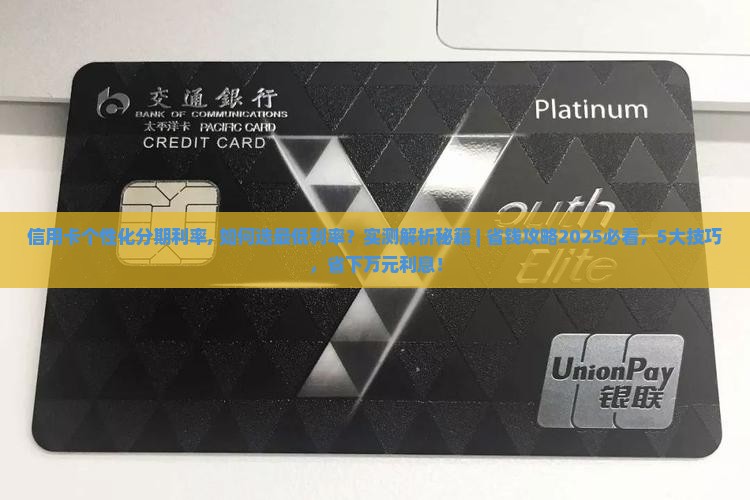 交通銀行
Platinum
BANK OF COMMUNICATIONS
太平洋卡 PACIFIC CARD
CREDIT CARD
outh
信用卡个性化分期利率, 如何选最低利率？实测解析秘籍 | 省钱攻略2025必看，5大技巧
，省下万元利息！
Elite
UnionPay
银联